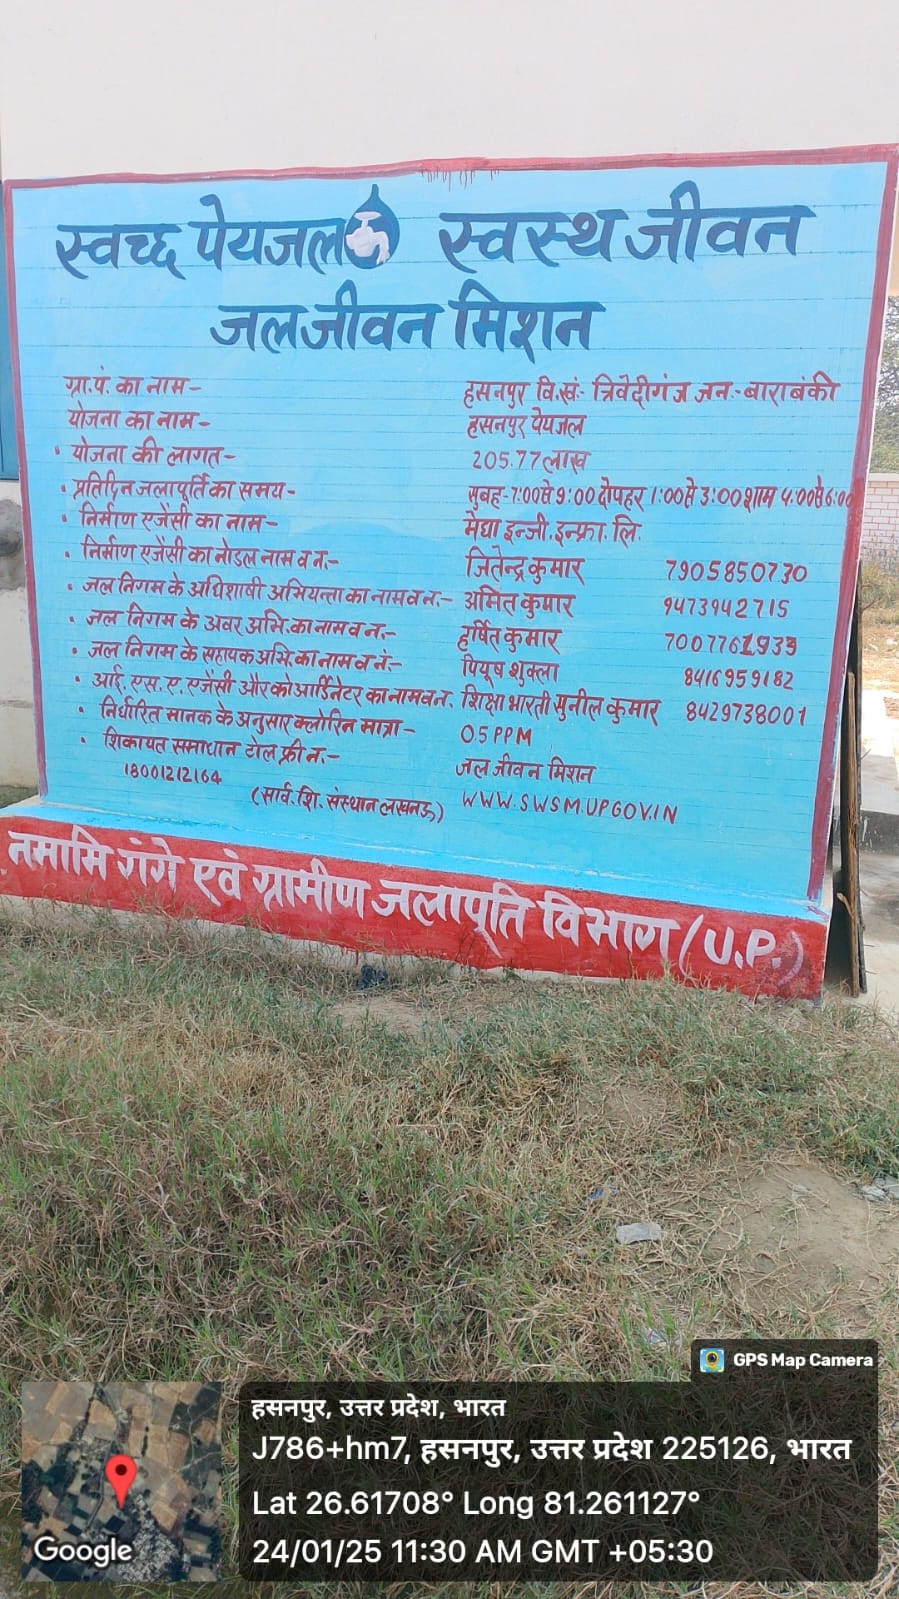 स्वच्छ पेयजल स्वस्थ जीवन
जल जीवन मिशन
ग्रा.पं. का नाम- हसनपुर वि.खं:- त्रिवेदीगंज जन.-बाराबंकी
योजना का नाम- हसनपुर पेयजल
• योजना की लागत- 205.77 लाख
• प्रतिदिन जलापूर्ति का समय- सुबह-7:00 से 9:00 दोपहर 1:00 से 3:00 शाम 4:00 से 6:00
• निर्माण एजेंसी का नाम- मेघा इन्जी. इन्फ्रा. लि.
• निर्माण एजेंसी का नोडल नाम व न.- जितेन्द्र कुमार 7905850730
• जल निगम के अधिशाषी अभियन्ता का नाम व न.- अमित कुमार 9473942715
• जल निगम के अवर अभि. का नाम व न.- हर्षित कुमार 7007761939
• जल निगम के सहायक अभि. का नाम व नं.- पियूष शुक्ला 8416959182
• आई. एस. ए. एजेंसी और कोआर्डिनेटर का नाम व न. शिक्षा भारती सुनील कुमार 8429738001
• निर्धारित मानक के अनुसार क्लोरिन मात्रा- 05 PPM
• शिकायत समाधान टोल फ्री न.- जल जीवन मिशन
18001212164
(सार्व. शि. संस्थान लखनऊ) WWW.SWSM.UPGOV.IN
नमामि गंगे एवं ग्रामीण जलापूर्ति विभाग (U.P.)
GPS Map Camera
हसनपुर, उत्तर प्रदेश, भारत
J786+hm7, हसनपुर, उत्तर प्रदेश 225126, भारत
Lat 26.61708° Long 81.261127°
24/01/25 11:30 AM GMT +05:30
Google